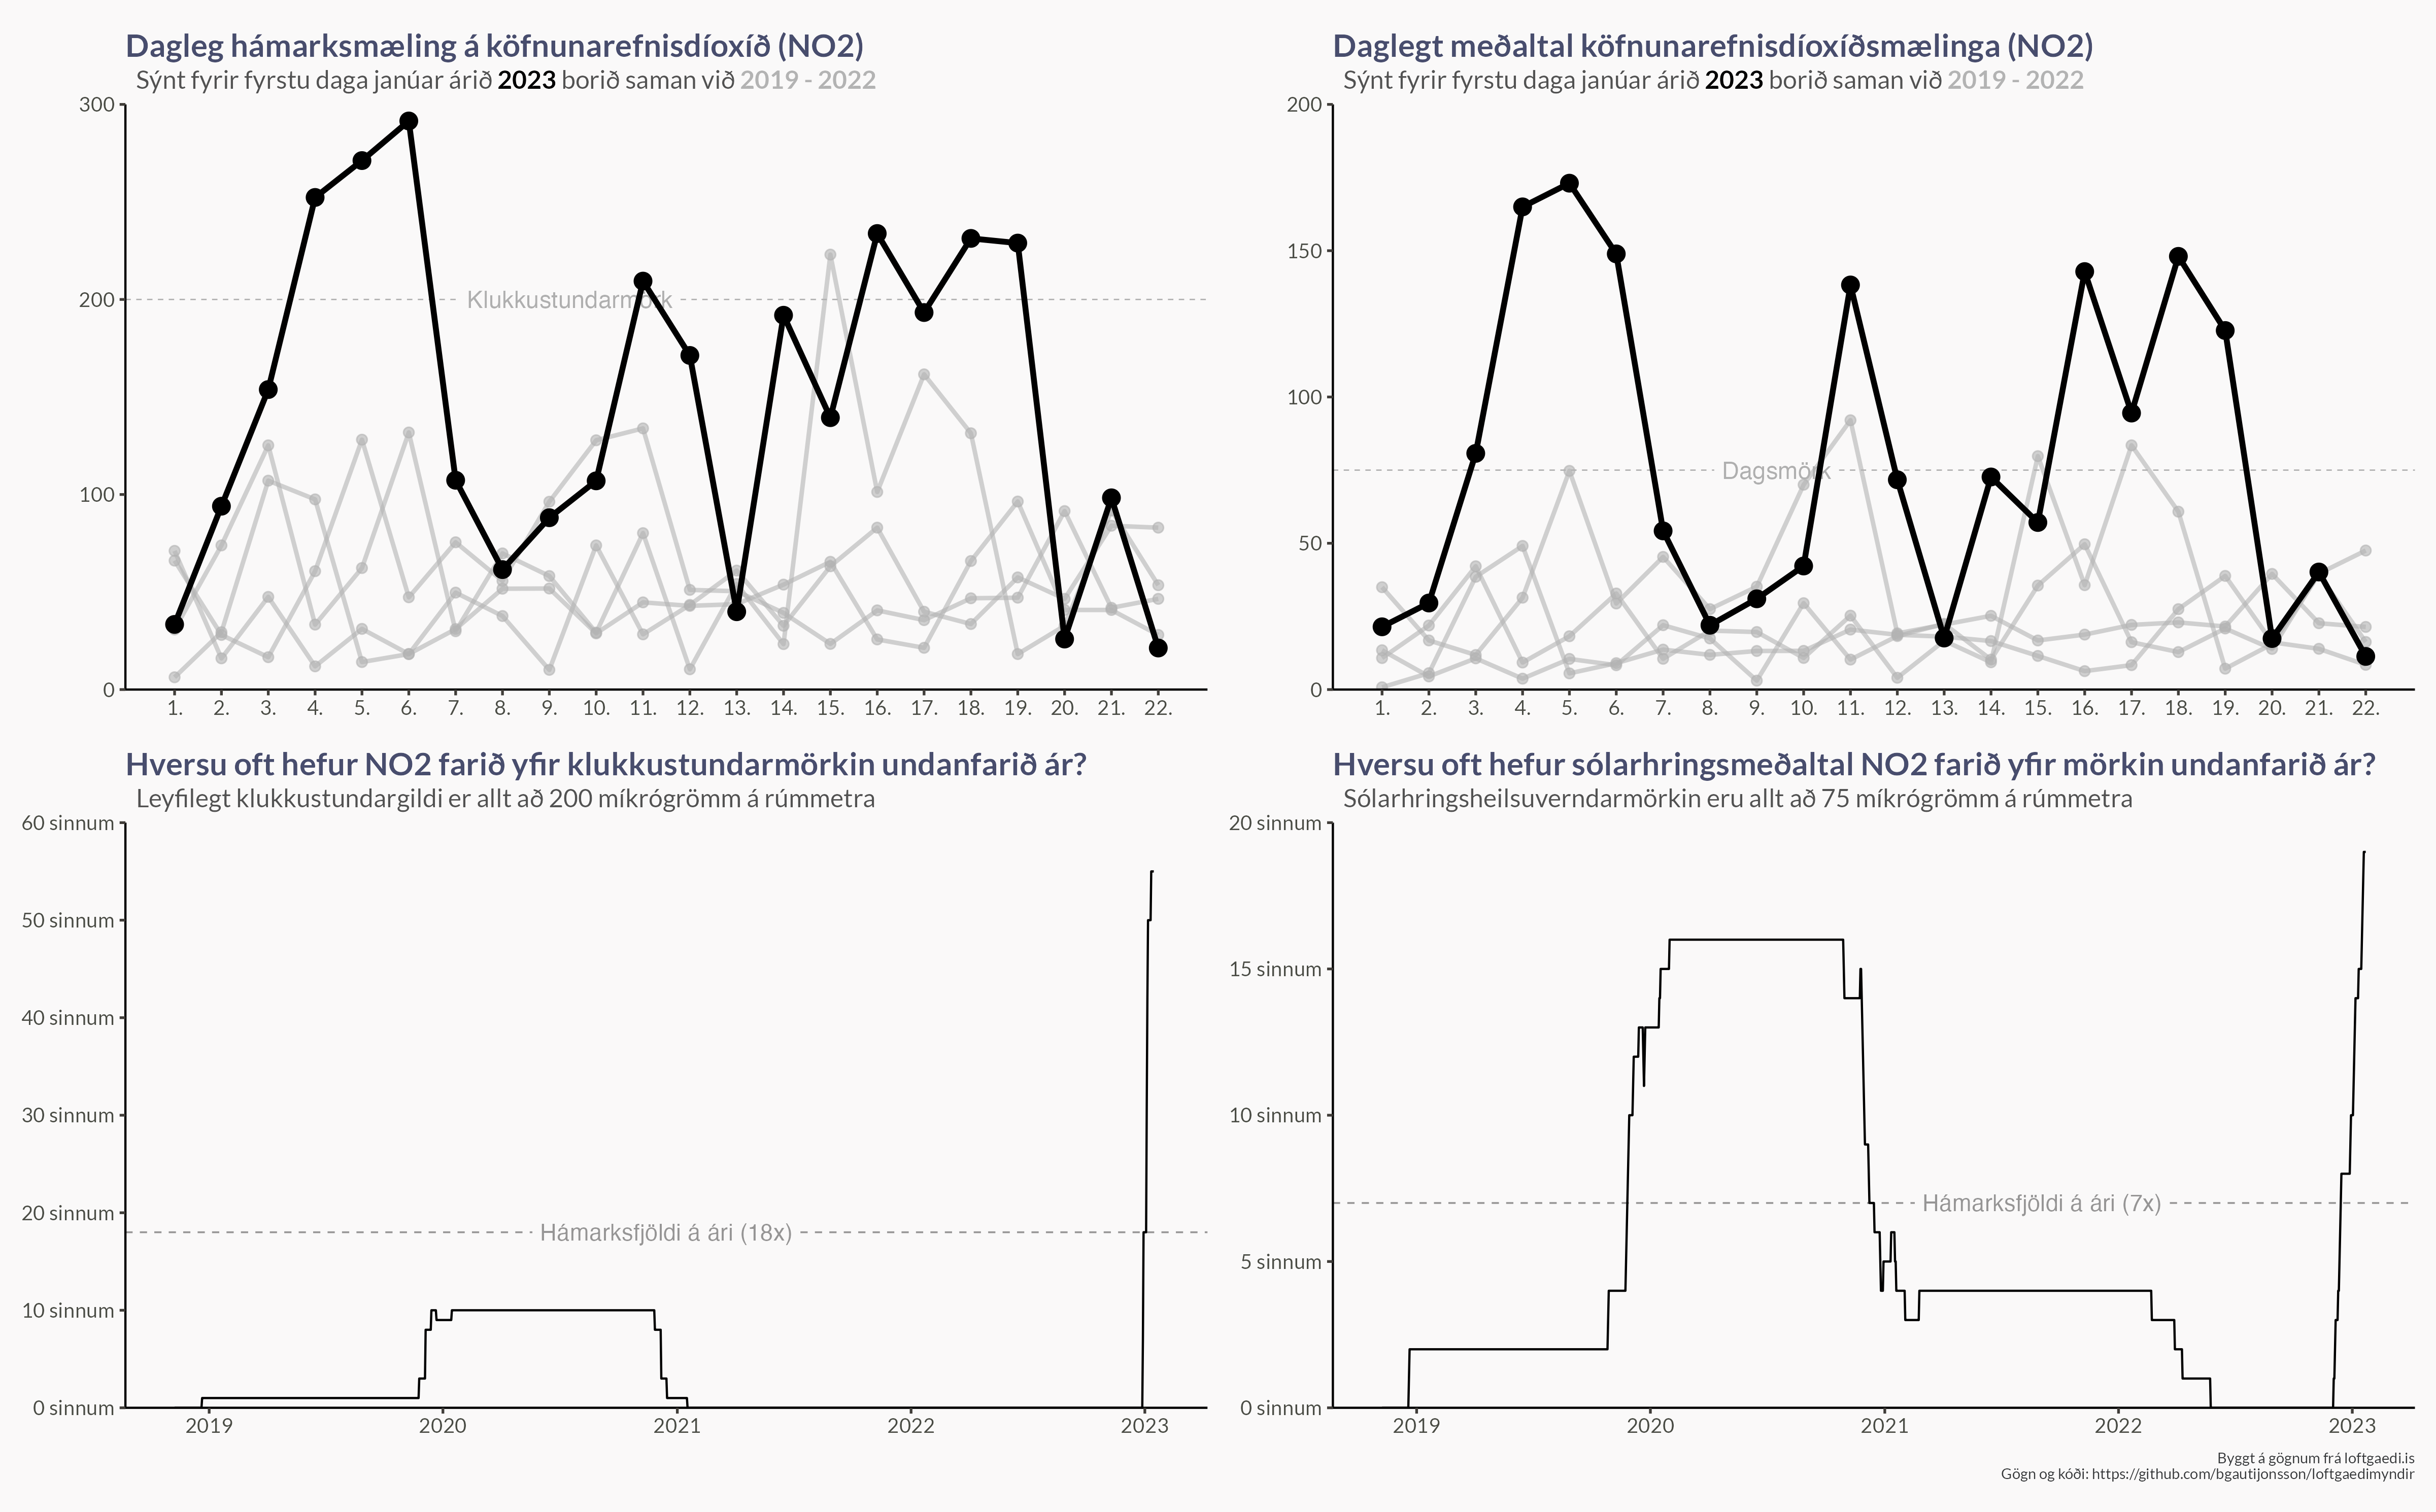 Dagleg hámarksmæling á köfnunarefnisdíoxíð (NO2)
Sýnt fyrir fyrstu daga janúar árið 2023 borið saman við 2019 - 2022
300
200
100
0
Klukkustundarmörk
1. 2. 3. 4. 5. 6. 7. 8. 9. 10. 11. 12. 13. 14. 15. 16. 17. 18. 19. 20. 21. 22.
Daglegt meðaltal köfnunarefnisdíoxíðsmælinga (NO2)
Sýnt fyrir fyrstu daga janúar árið 2023 borið saman við 2019 - 2022
200
150
100
50
0
Dagsmörk
1. 2. 3. 4. 5. 6. 7. 8. 9. 10. 11. 12. 13. 14. 15. 16. 17. 18. 19. 20. 21. 22.
Hversu oft hefur NO2 farið yfir klukkustundarmörkin undanfarið ár?
Leyfilegt klukkustundargildi er allt að 200 míkrógrömm á rúmmetra
60 sinnum
50 sinnum
40 sinnum
30 sinnum
20 sinnum
10 sinnum
0 sinnum
Hámarksfjöldi á ári (18x)
2019 2020 2021 2022 2023
Hversu oft hefur sólarhringsmeðaltal NO2 farið yfir mörkin undanfarið ár?
Sólarhringsheilsuverndarmörkin eru allt að 75 míkrógrömm á rúmmetra
20 sinnum
15 sinnum
10 sinnum
5 sinnum
0 sinnum
Hámarksfjöldi á ári (7x)
2019 2020 2021 2022 2023
Byggt á gögnum frá loftgaedi.is
Gögn og kóði: https://github.com/bgautijonsson/loftgaedimyndir